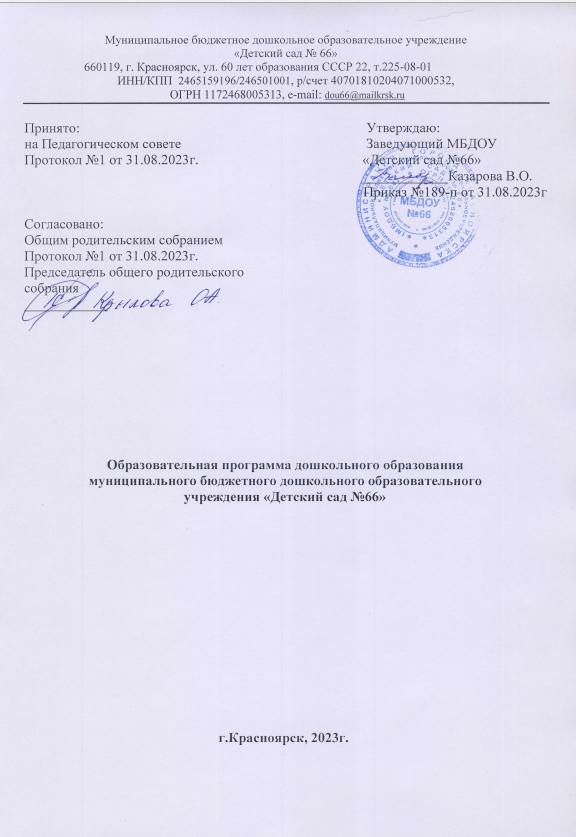 Муниципальное бюджетное дошкольное образовательное учреждение
«Детский сад № 66»
660119, г. Красноярск, ул. 60 лет образования СССР 22, т.225-08-01
ИНН/КПП 2465159196/246501001, р/счет 40701810204071000532,
ОГРН 1172468005313, e-mail: dou66@mailkrsk.ru
Принято:
на Педагогическом совете
Протокол №1 от 31.08.2023г.
Утверждаю:
Заведующий МБДОУ
«Детский сад №66»
Казарова В.О.
Приказ №189-п от 31.08.2023г
МБДОУ
№66
Согласовано:
Общим родительским собранием
Протокол №1 от 31.08.2023г.
Председатель общего родительского
собрания
Крылова ОА.
Образовательная программа дошкольного образования
муниципального бюджетного дошкольного образовательного
учреждения «Детский сад №66»
г.Красноярск, 2023г.